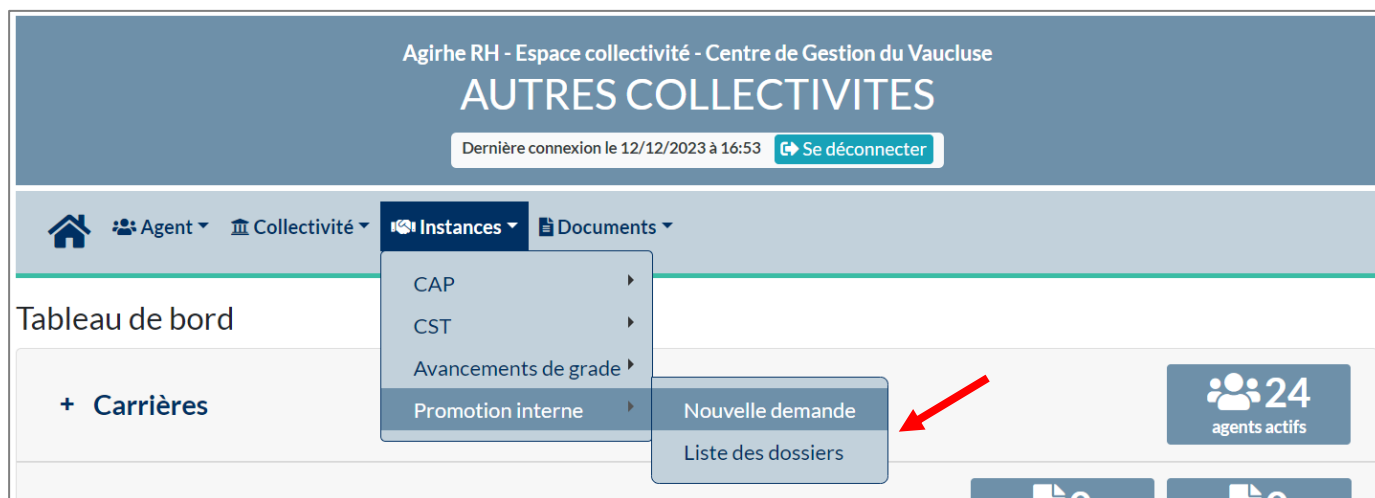 Agirhe RH - Espace collectivité - Centre de Gestion du Vaucluse
AUTRES COLLECTIVITES
Dernière connexion le 12/12/2023 à 16:53 Se déconnecter
Agent Collectivité Instances Documents
CAP
CST
Avancements de grade
Promotion interne
Nouvelle demande
Liste des dossiers
Tableau de bord
+ Carrières
24
agents actifs